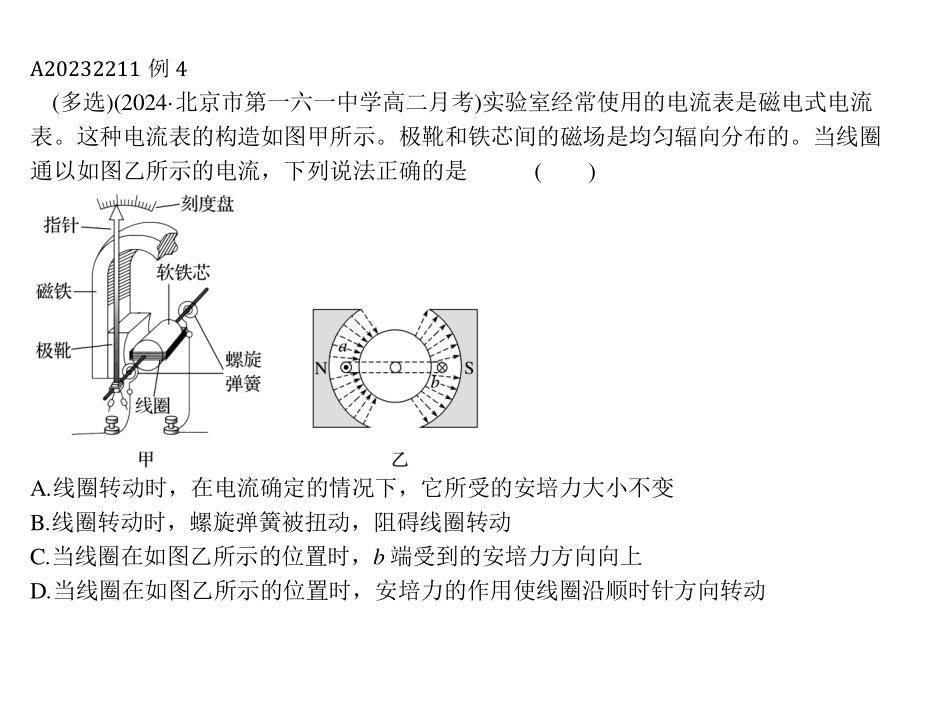 A20232211 例 4
(多选)(2024·北京市第一六一中学高二月考)实验室经常使用的电流表是磁电式电流
表。这种电流表的构造如图甲所示。极靴和铁芯间的磁场是均匀辐向分布的。当线圈
通以如图乙所示的电流，下列说法正确的是 ( )
刻度盘
指针
软铁芯
磁铁
极靴
螺旋
弹簧
线圈
甲
a
N
S
b
乙
A.线圈转动时，在电流确定的情况下，它所受的安培力大小不变
B.线圈转动时，螺旋弹簧被扭动，阻碍线圈转动
C.当线圈在如图乙所示的位置时，b 端受到的安培力方向向上
D.当线圈在如图乙所示的位置时，安培力的作用使线圈沿顺时针方向转动